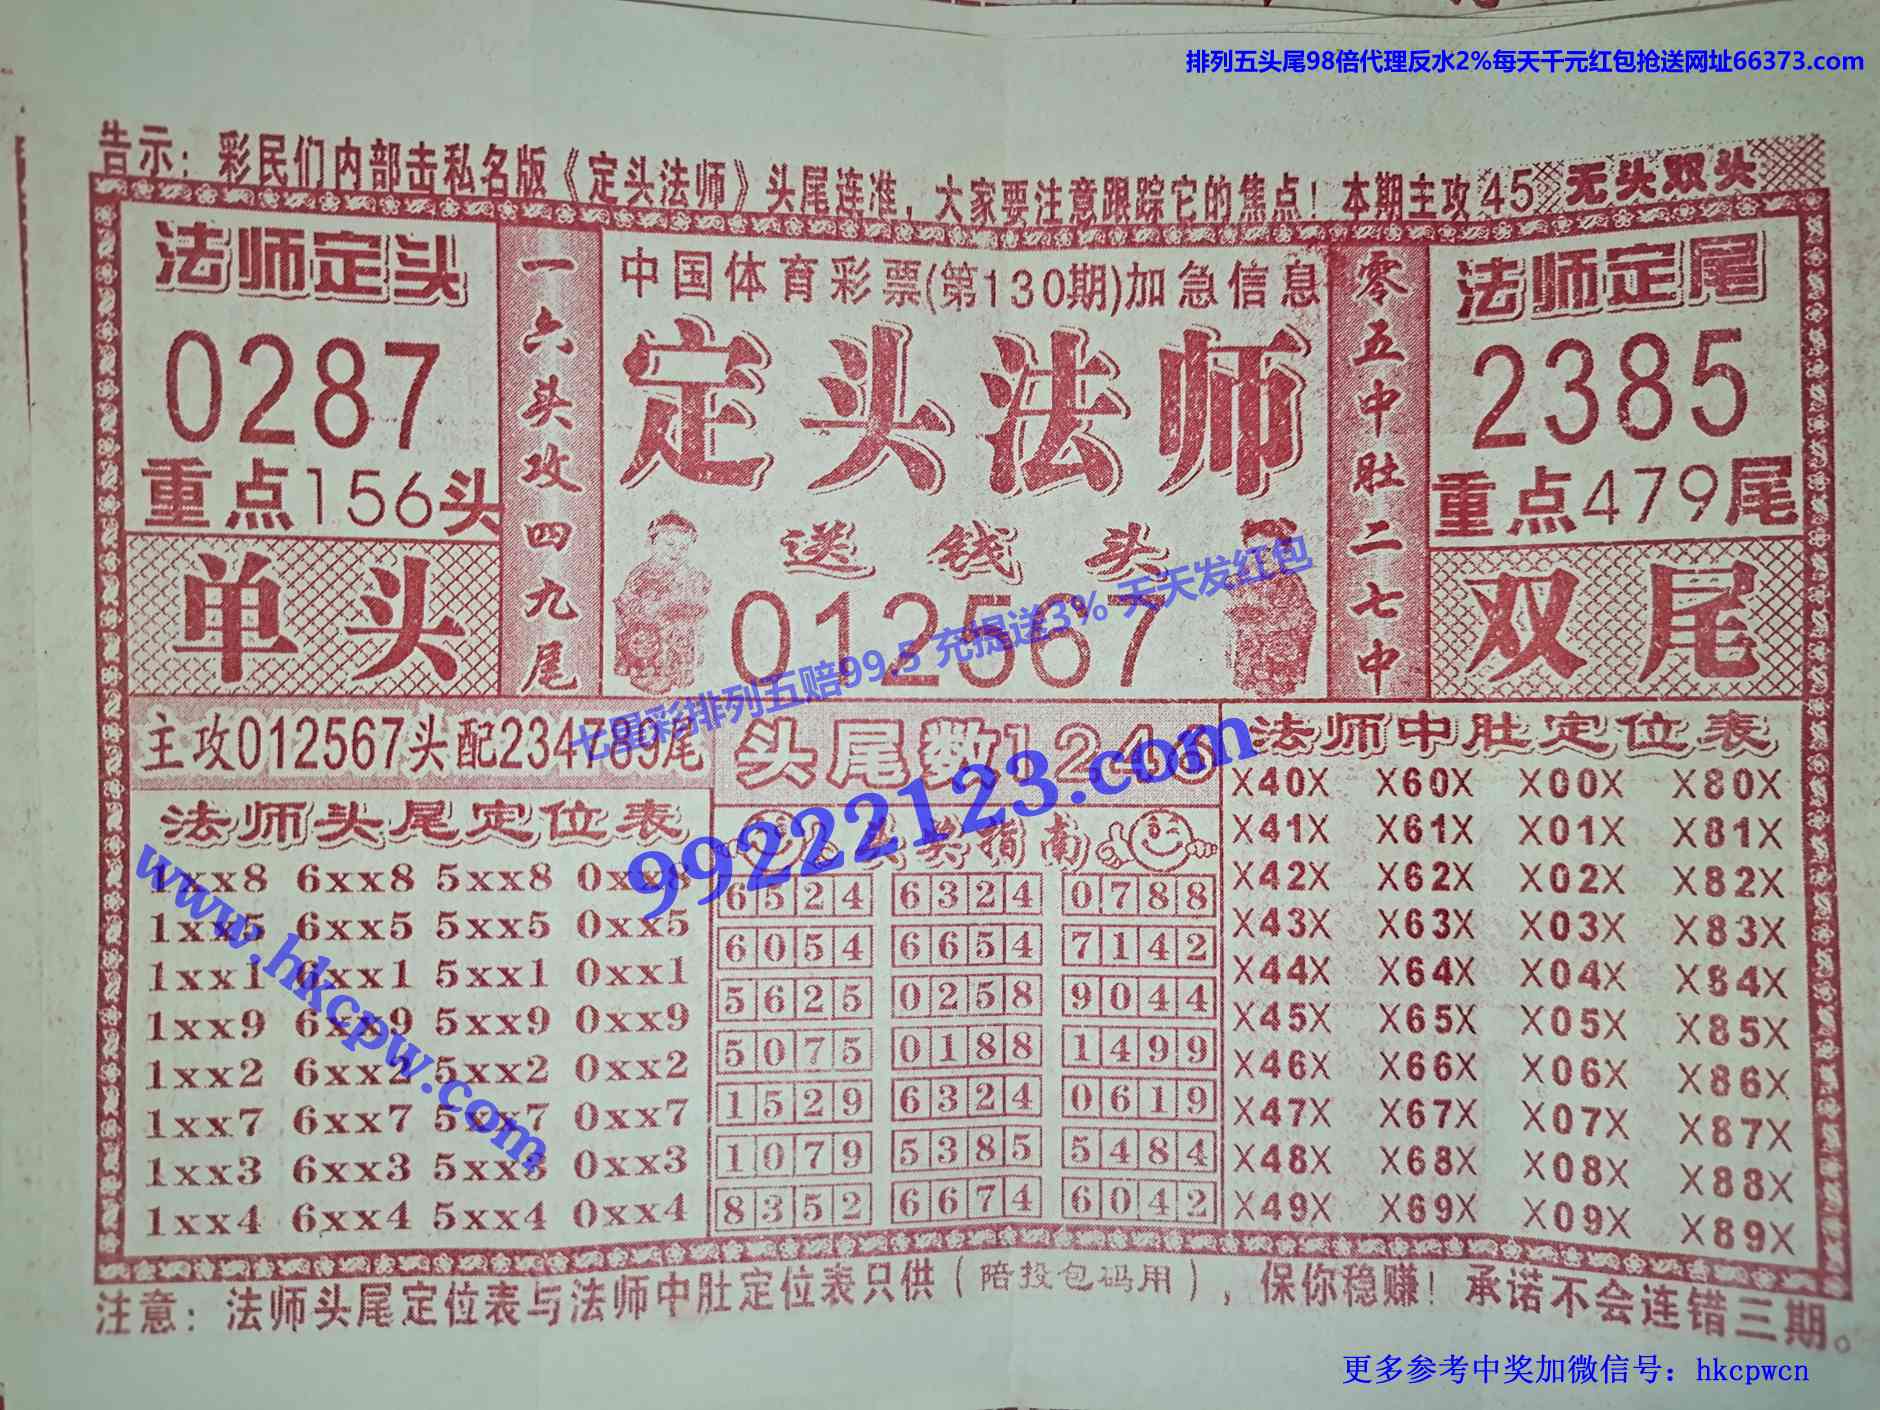 排列五头尾98倍代理反水2%每天千元红包抢送网址66373.com
告示：彩民们内部击私名版《定头法师》头尾连准，大家要注意跟踪它的焦点！本期主攻45无头双头
法师定头
0287
重点156头
单头
一六头攻四九尾
中国体育彩票(第130期)加急信息
定头法师
送钱头
012567
零五中肚二七中
法师定尾
2385
重点479尾
双尾
七星彩排列五赔99.5 充提送3% 天天发红包
99222123.com
www.hkcpw.com
主攻012567头配234789尾
法师头尾定位表
1xx8 6xx8 5xx8 0xx8
1xx5 6xx5 5xx5 0xx5
1xx1 6xx1 5xx1 0xx1
1xx9 6xx9 5xx9 0xx9
1xx2 6xx2 5xx2 0xx2
1xx7 6xx7 5xx7 0xx7
1xx3 6xx3 5xx3 0xx3
1xx4 6xx4 5xx4 0xx4
头尾数124
奖指南
6524 6324 0788
6054 6654 7142
5625 0258 9044
5075 0188 1499
1529 6324 0619
1079 5385 5484
8352 6674 6042
法师中肚定位表
X40X X60X X00X X80X
X41X X61X X01X X81X
X42X X62X X02X X82X
X43X X63X X03X X83X
X44X X64X X04X X84X
X45X X65X X05X X85X
X46X X66X X06X X86X
X47X X67X X07X X87X
X48X X68X X08X X88X
X49X X69X X09X X89X
注意：法师头尾定位表与法师中肚定位表只供（陪投包码用），保你稳赚！承诺不会连错三期。
更多参考中奖加微信号：hkcpwcn